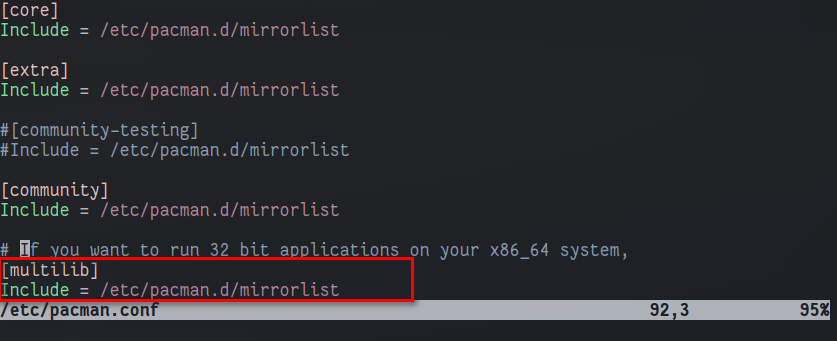 [core]
Include = /etc/pacman.d/mirrorlist
[extra]
Include = /etc/pacman.d/mirrorlist
#[community-testing]
#Include = /etc/pacman.d/mirrorlist
[community]
Include = /etc/pacman.d/mirrorlist
# If you want to run 32 bit applications on your x86_64 system,
[multilib]
Include = /etc/pacman.d/mirrorlist
/etc/pacman.conf 92,3 95%